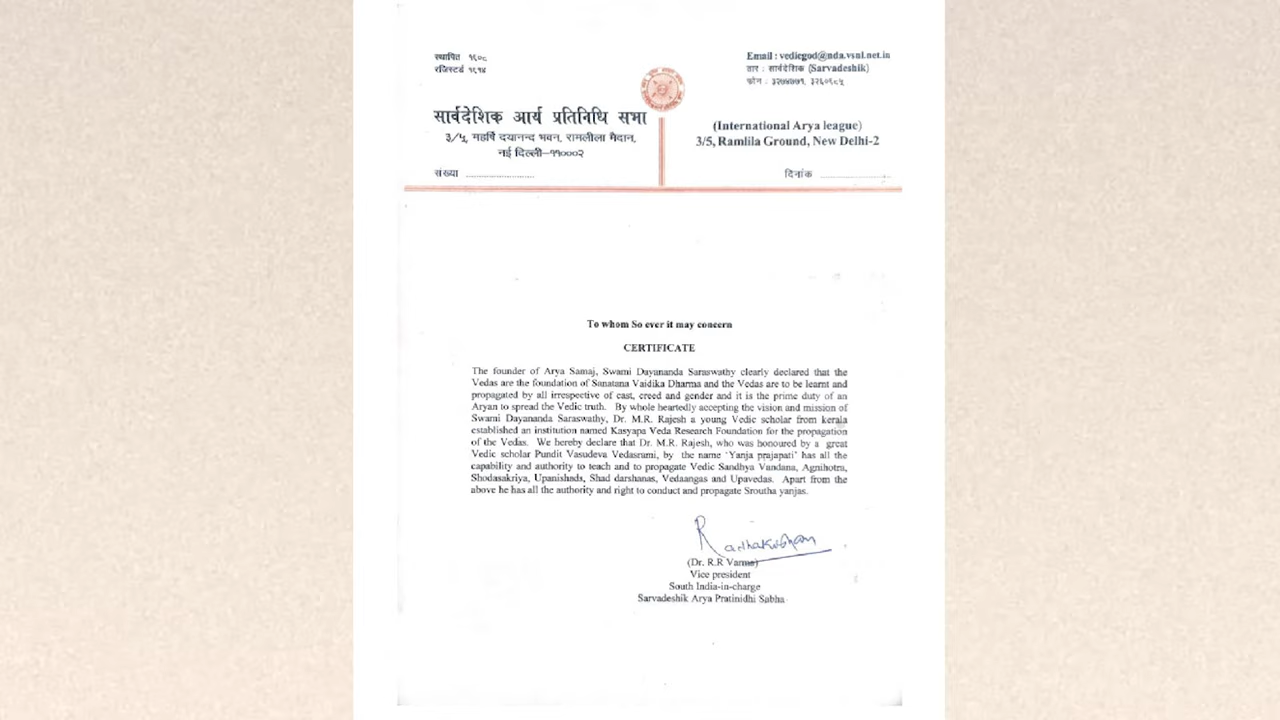 स्थापित १९०८
रजिस्टर्ड १९१४
Email : vedicgod@nda.vsnl.net.in
तार : सार्वदेशिक (Sarvadeshik)
फोन : ३२७४७७१, ३२६०९८५
सार्वदेशिक आर्य प्रतिनिधि सभा
३/५, महर्षि दयानन्द भवन, रामलीला मैदान,
नई दिल्ली–११०००२
(International Arya league)
3/5, Ramlila Ground, New Delhi-2
संख्या
दिनांक
To whom So ever it may concern
CERTIFICATE
The founder of Arya Samaj, Swami Dayananda Saraswathy clearly declared that the
Vedas are the foundation of Sanatana Vaidika Dharma and the Vedas are to be learnt and
propagated by all irrespective of cast, creed and gender and it is the prime duty of an
Aryan to spread the Vedic truth. By whole heartedly accepting the vision and mission of
Swami Dayananda Saraswathy, Dr. M.R. Rajesh a young Vedic scholar from kerala
established an institution named Kasyapa Veda Research Foundation for the propagation
of the Vedas. We hereby declare that Dr. M.R. Rajesh, who was honoured by a great
Vedic scholar Pundit Vasudeva Vedasrami, by the name ‘Yanja prajapati’ has all the
capability and authority to teach and to propagate Vedic Sandhya Vandana, Agnihotra,
Shodasakriya, Upanishads, Shad darshanas, Vedaangas and Upavedas. Apart from the
above he has all the authority and right to conduct and propagate Sroutha yanjas.
(Dr. R.R Varma)
Vice president
South India-in-charge
Sarvadeshik Arya Pratinidhi Sabha